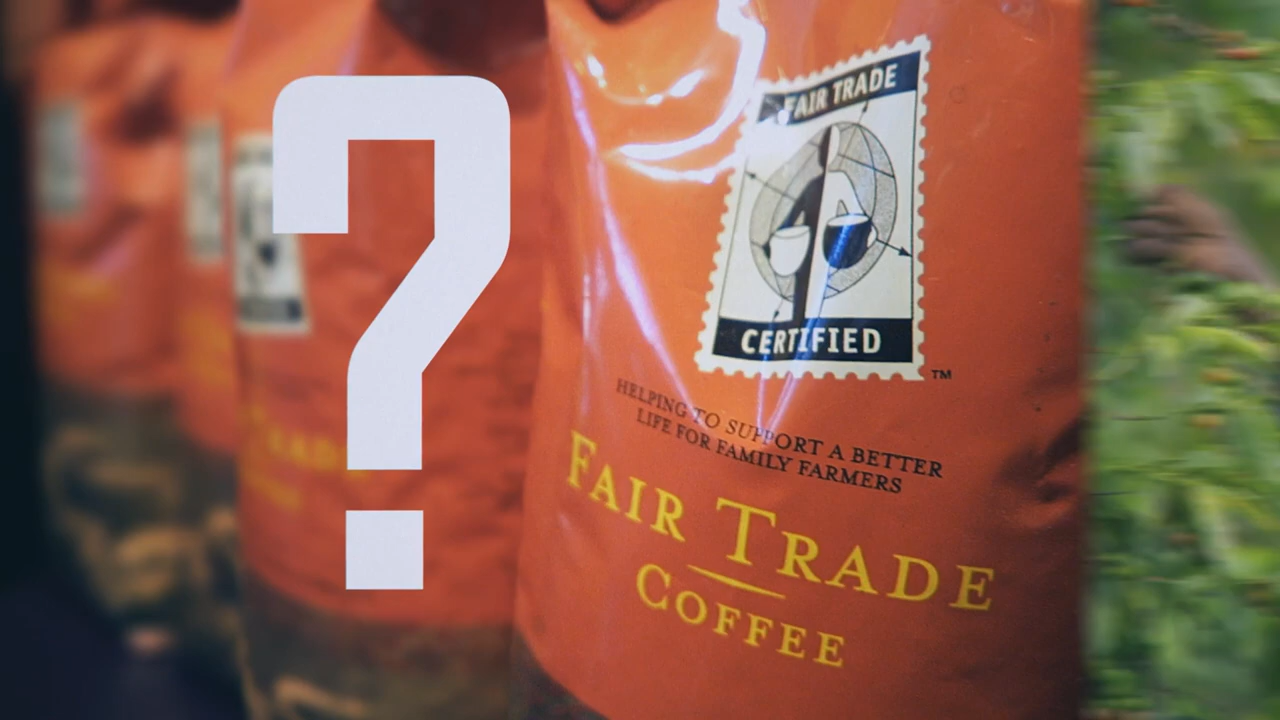 ?
FAIR TRADE
CERTIFIED
TM
HELPING TO SUPPORT A BETTER
LIFE FOR FAMILY FARMERS
FAIR TRADE
COFFEE